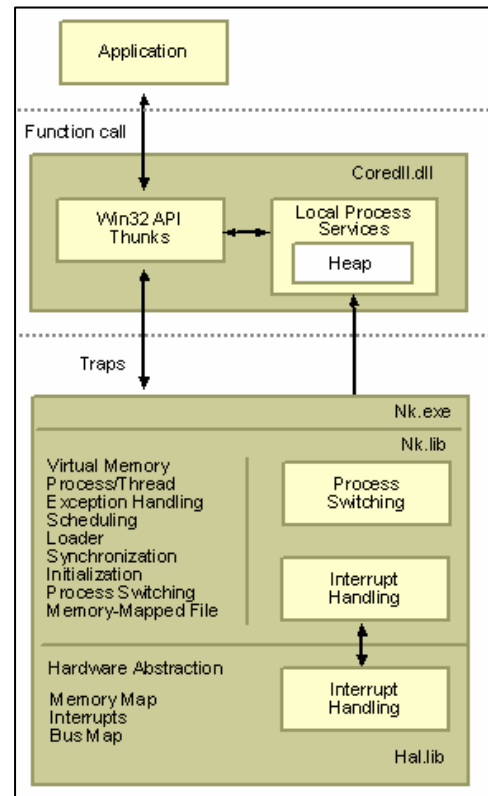 Application
Function call
Coredll.dll
Win32 API
Thunks
Local Process
Services
Heap
Traps
Nk.exe
Nk.lib
Virtual Memory
Process/Thread
Exception Handling
Scheduling
Loader
Synchronization
Initialization
Process Switching
Memory-Mapped File
Process
Switching
Interrupt
Handling
Hardware Abstraction
Memory Map
Interrupts
Bus Map
Interrupt
Handling
Hal.lib